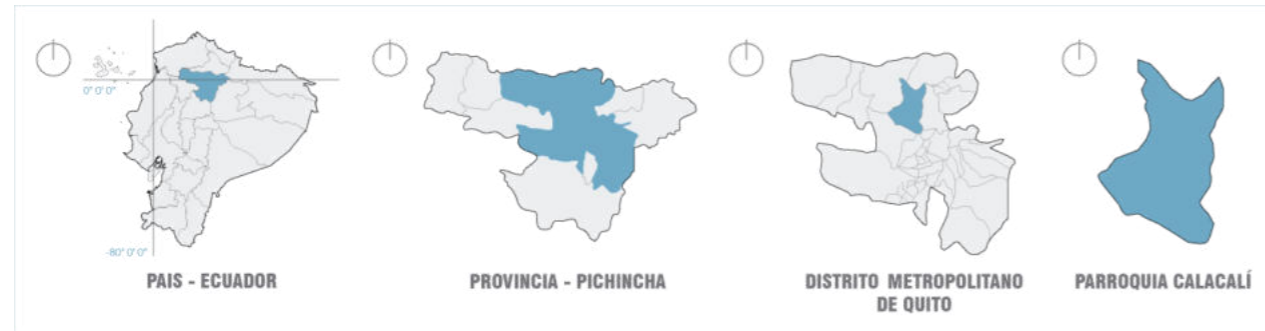 0° 0' 0"
-80° 0' 0"
PAIS - ECUADOR
PROVINCIA - PICHINCHA
DISTRITO METROPOLITANO
DE QUITO
PARROQUIA CALACALÍ